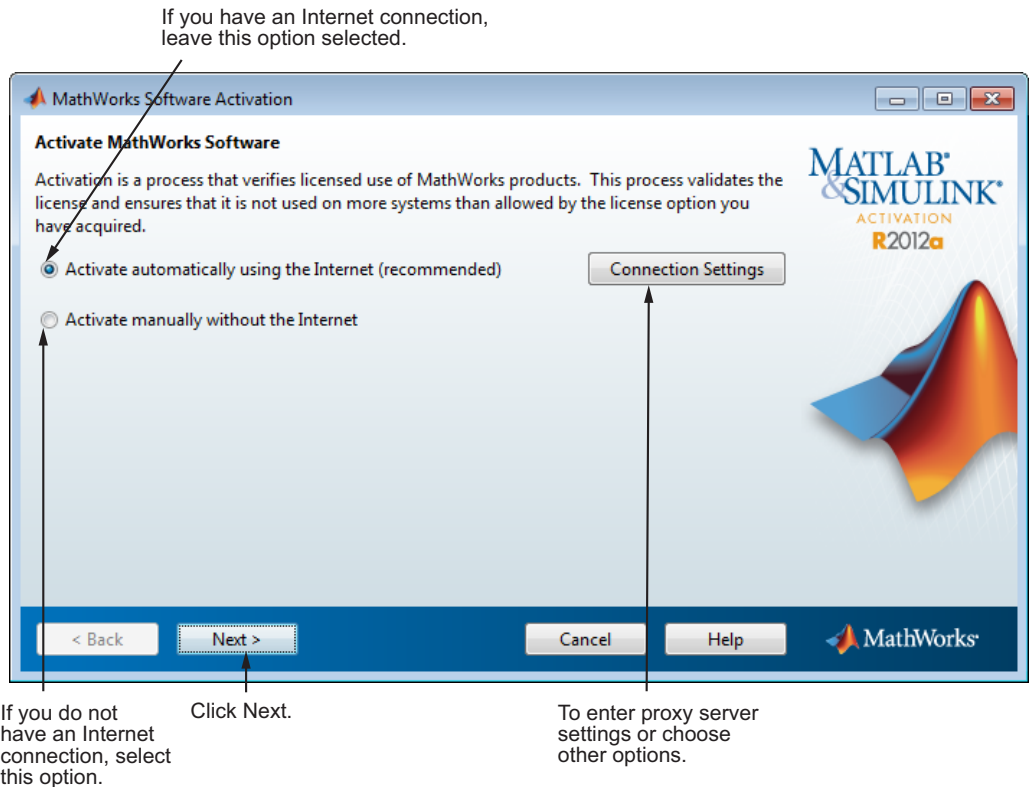 If you have an Internet connection,
leave this option selected.
MathWorks Software Activation
Activate MathWorks Software
Activation is a process that verifies licensed use of MathWorks products. This process validates the
license and ensures that it is not used on more systems than allowed by the license option you
have acquired.
MATLAB®
&SIMULINK®
ACTIVATION
R2012a
Activate automatically using the Internet (recommended)
Connection Settings
Activate manually without the Internet
< Back
Next >
Cancel
Help
MathWorks®
If you do not
have an Internet
connection, select
this option.
Click Next.
To enter proxy server
settings or choose
other options.